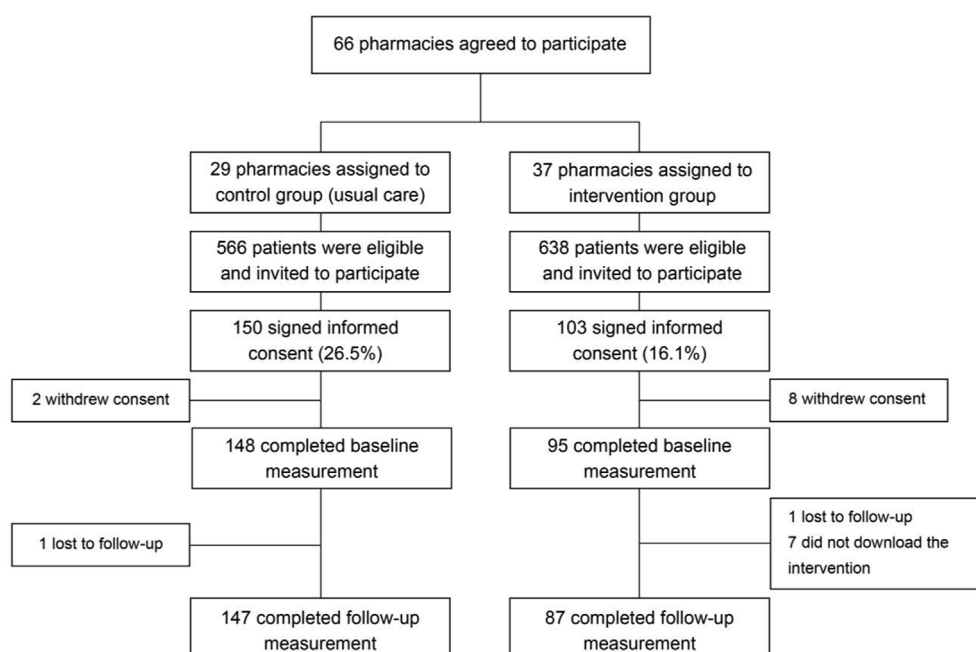 66 pharmacies agreed to participate
29 pharmacies assigned to
control group (usual care)
37 pharmacies assigned to
intervention group
566 patients were eligible
and invited to participate
638 patients were eligible
and invited to participate
150 signed informed
consent (26.5%)
103 signed informed
consent (16.1%)
2 withdrew consent
8 withdrew consent
148 completed baseline
measurement
95 completed baseline
measurement
1 lost to follow-up
1 lost to follow-up
7 did not download the
intervention
147 completed follow-up
measurement
87 completed follow-up
measurement